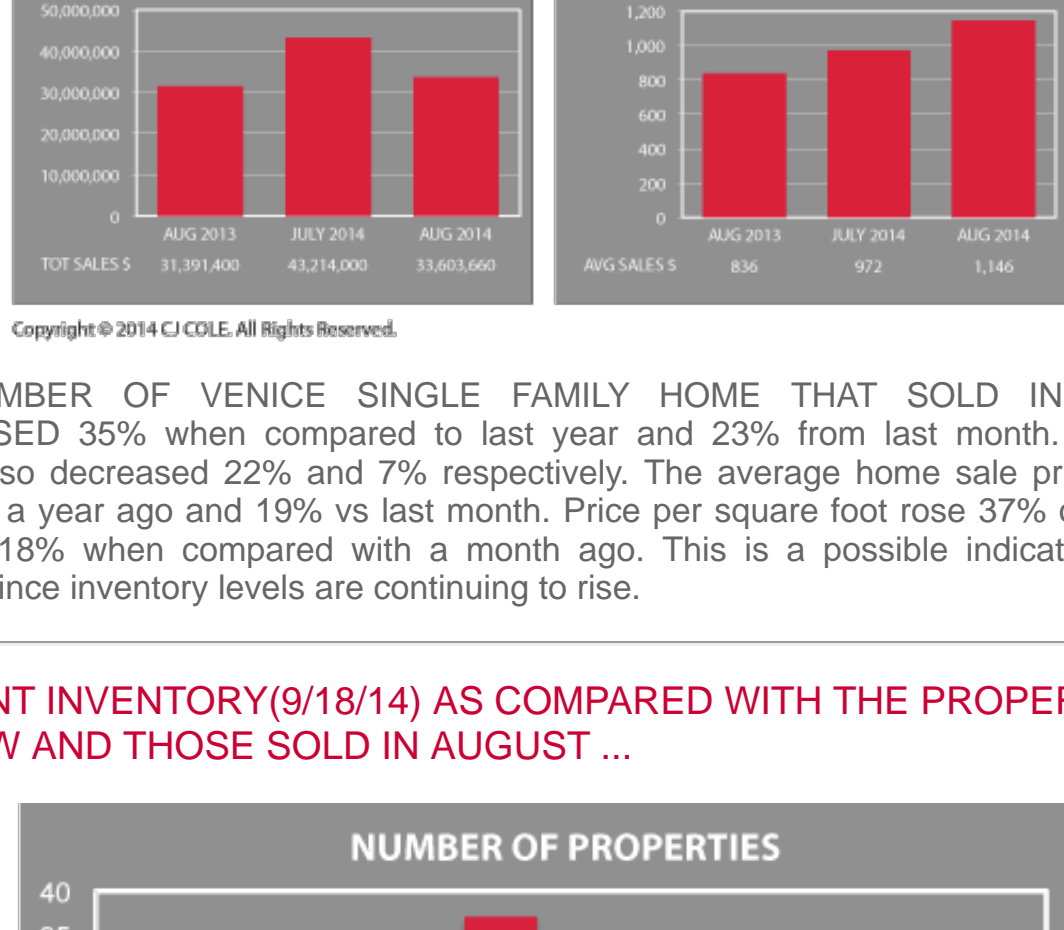 50,000,000
40,000,000
30,000,000
20,000,000
10,000,000
0
AUG 2013 JULY 2014 AUG 2014
TOT SALES $ 31,391,400 43,214,000 33,603,660
1,200
1,000
800
600
400
200
0
AUG 2013 JULY 2014 AUG 2014
AVG SALES $ 836 972 1,146
Copyright © 2014 CJ COLE. All Rights Reserved.
MBER OF VENICE SINGLE FAMILY HOME THAT SOLD IN
SED 35% when compared to last year and 23% from last month.
so decreased 22% and 7% respectively. The average home sale pr
a year ago and 19% vs last month. Price per square foot rose 37%
18% when compared with a month ago. This is a possible indicat
ince inventory levels are continuing to rise.
NT INVENTORY(9/18/14) AS COMPARED WITH THE PROPER
W AND THOSE SOLD IN AUGUST ...
NUMBER OF PROPERTIES
40